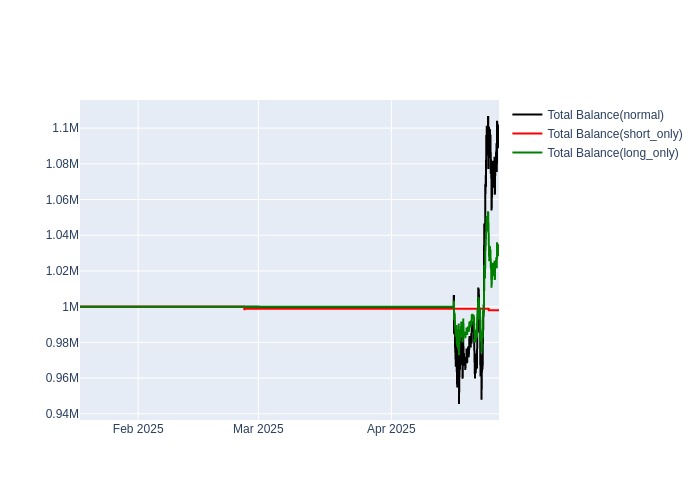 1.1M
1.08M
1.06M
1.04M
1.02M
1M
0.98M
0.96M
0.94M
Feb 2025
Mar 2025
Apr 2025
Total Balance(normal)
Total Balance(short_only)
Total Balance(long_only)